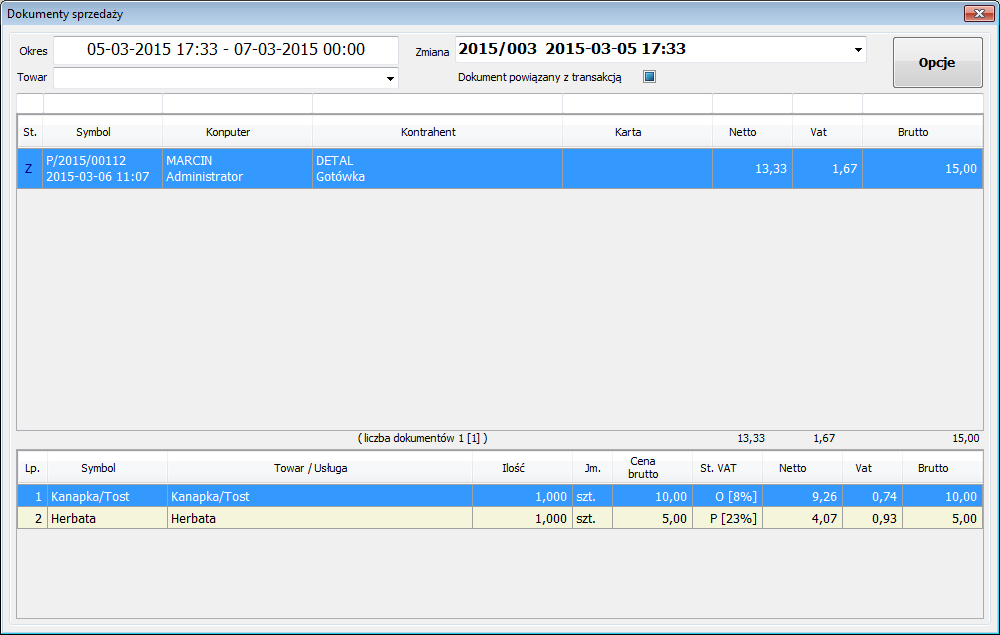 Dokumenty sprzedaży
Okres 05-03-2015 17:33 - 07-03-2015 00:00 Zmiana 2015/003 2015-03-05 17:33 Opcje
Towar Dokument powiązany z transakcją
St. Symbol Konputer Kontrahent Karta Netto Vat Brutto
Z P/2015/00112 MARCIN DETAL 13,33 1,67 15,00
2015-03-06 11:07 Administrator Gotówka
( liczba dokumentów 1 [1] ) 13,33 1,67 15,00
Lp. Symbol Towar / Usługa Ilość Jm. Cena brutto St. VAT Netto Vat Brutto
1 Kanapka/Tost Kanapka/Tost 1,000 szt. 10,00 O [8%] 9,26 0,74 10,00
2 Herbata Herbata 1,000 szt. 5,00 P [23%] 4,07 0,93 5,00